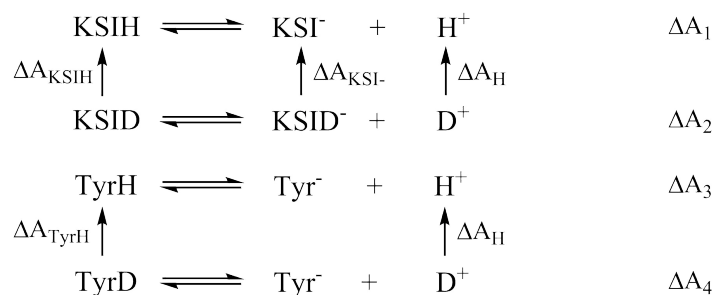 KSIH ⇌ KSI⁻ + H⁺ ΔA₁
ΔA_KSIH ΔA_KSI- ΔA_H
KSID ⇌ KSID⁻ + D⁺ ΔA₂
TyrH ⇌ Tyr⁻ + H⁺ ΔA₃
ΔA_TyrH ΔA_H
TyrD ⇌ Tyr⁻ + D⁺ ΔA₄